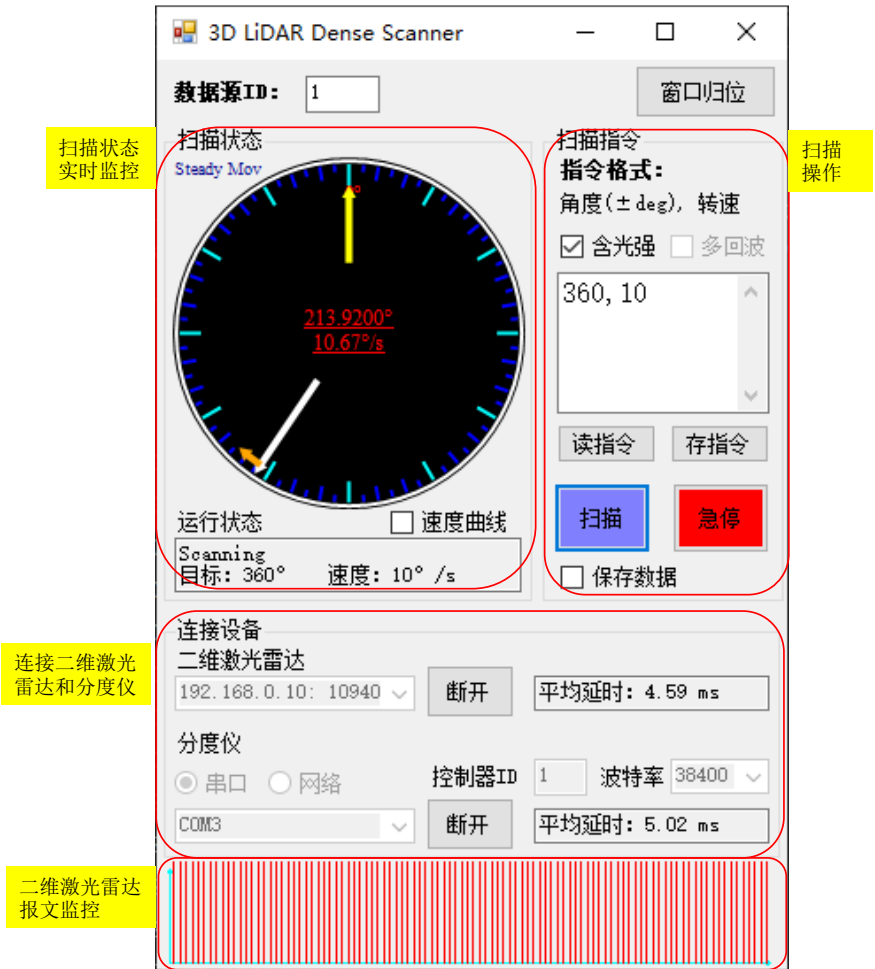 3D LiDAR Dense Scanner
数据源ID: 1
窗口归位
扫描状态
实时监控
扫描状态
Steady Mov
0°
213.9200°
10.67°/s
运行状态
速度曲线
Scanning
目标: 360° 速度: 10° /s
扫描指令
指令格式:
角度(±deg), 转速
含光强 多回波
360, 10
读指令 存指令
扫描 急停
保存数据
扫描
操作
连接二维激光
雷达和分度仪
连接设备
二维激光雷达
192.168.0.10: 10940 断开 平均延时: 4.59 ms
分度仪
串口 网络 控制器ID 1 波特率 38400
COM3 断开 平均延时: 5.02 ms
二维激光雷达
报文监控